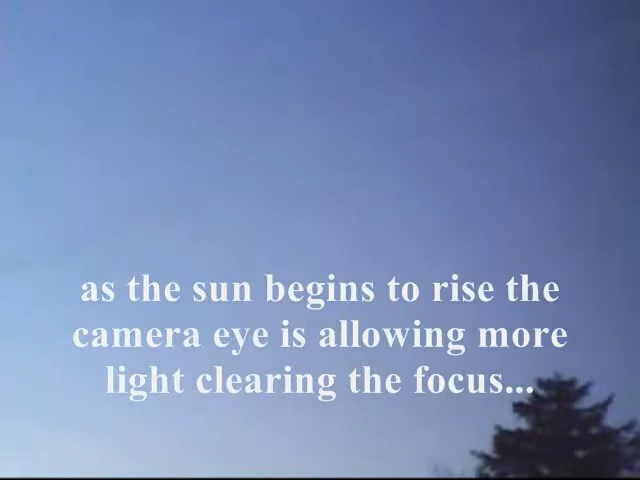 as the sun begins to rise the
camera eye is allowing more
light clearing the focus...